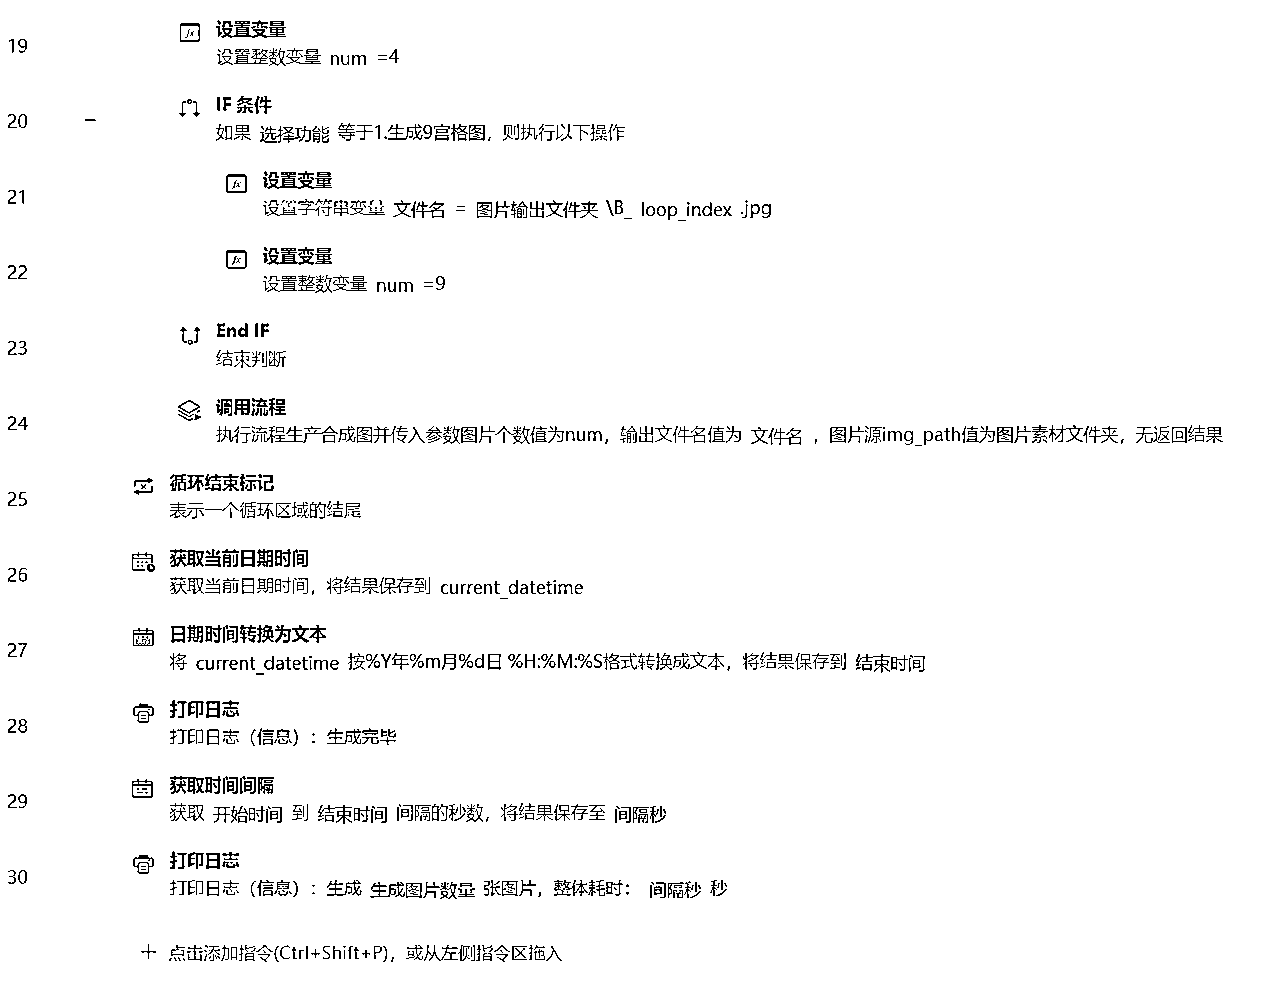 19
设置变量
设置整数变量 num =4
20
IF 条件
如果 选择功能 等于1.生成9宫格图，则执行以下操作
21
设置变量
设置字符串变量 文件名 = 图片输出文件夹 \B_ loop_index .jpg
22
设置变量
设置整数变量 num =9
23
End IF
结束判断
24
调用流程
执行流程生产合成图并传入参数图片个数值为num，输出文件名值为 文件名 ，图片源img_path值为图片素材文件夹，无返回结果
25
循环结束标记
表示一个循环区域的结尾
26
获取当前日期时间
获取当前日期时间，将结果保存到 current_datetime
27
日期时间转换为文本
将 current_datetime 按%Y年%m月%d日 %H:%M:%S格式转换成文本，将结果保存到 结束时间
28
打印日志
打印日志（信息）：生成完毕
29
获取时间间隔
获取 开始时间 到 结束时间 间隔的秒数，将结果保存至 间隔秒
30
打印日志
打印日志（信息）：生成 生成图片数量 张图片，整体耗时： 间隔秒 秒
点击添加指令(Ctrl+Shift+P)，或从左侧指令区拖入